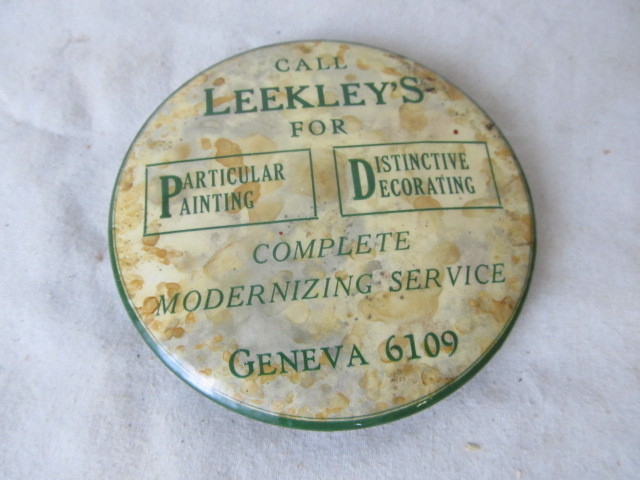 CALL
LEEKLEY'S
FOR
PARTICULAR PAINTING
DISTINCTIVE DECORATING
COMPLETE
MODERNIZING SERVICE
GENEVA 6109